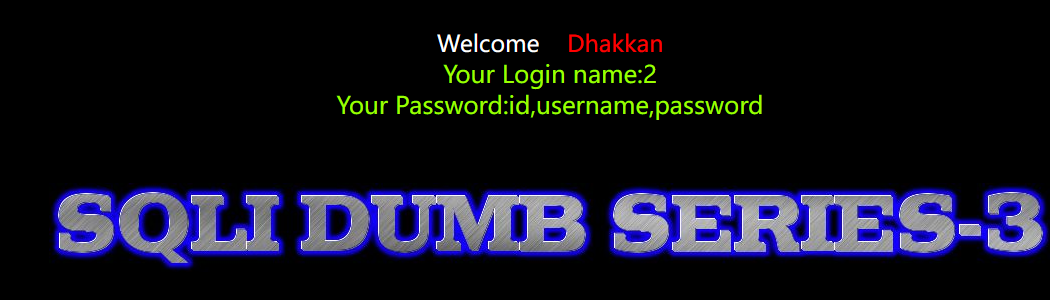 Welcome Dhakkan
Your Login name:2
Your Password:id,username,password
SQLI DUMB SERIES-3